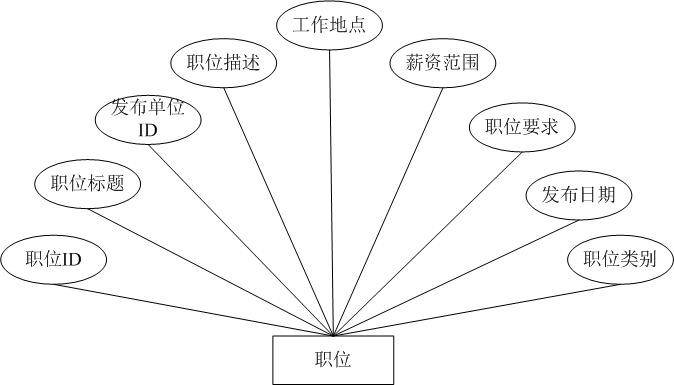 工作地点
职位描述
薪资范围
发布单位
ID
职位要求
职位标题
发布日期
职位ID
职位类别
职位